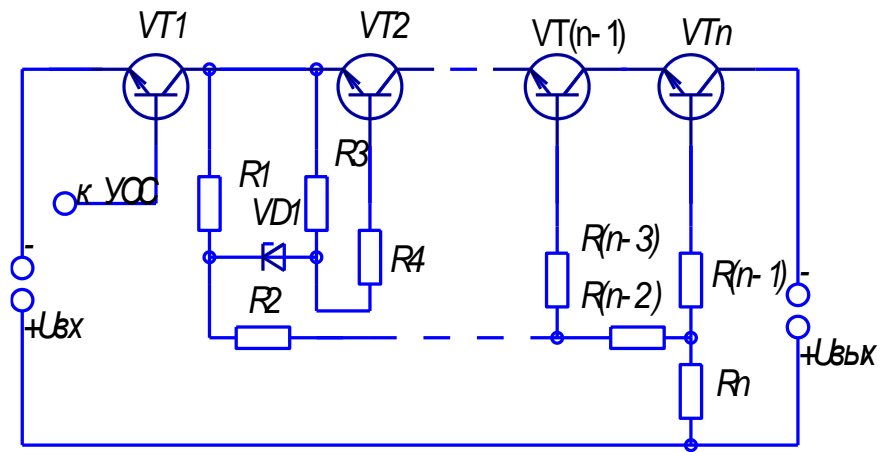 VT1
VT2
VT(n-1)
VTn
R3
R1
к УОС
VD1
R4
R(n-3)
R(n-1)
R2
R(n-2)
-
-
+Uвх
+Uвых
Rn